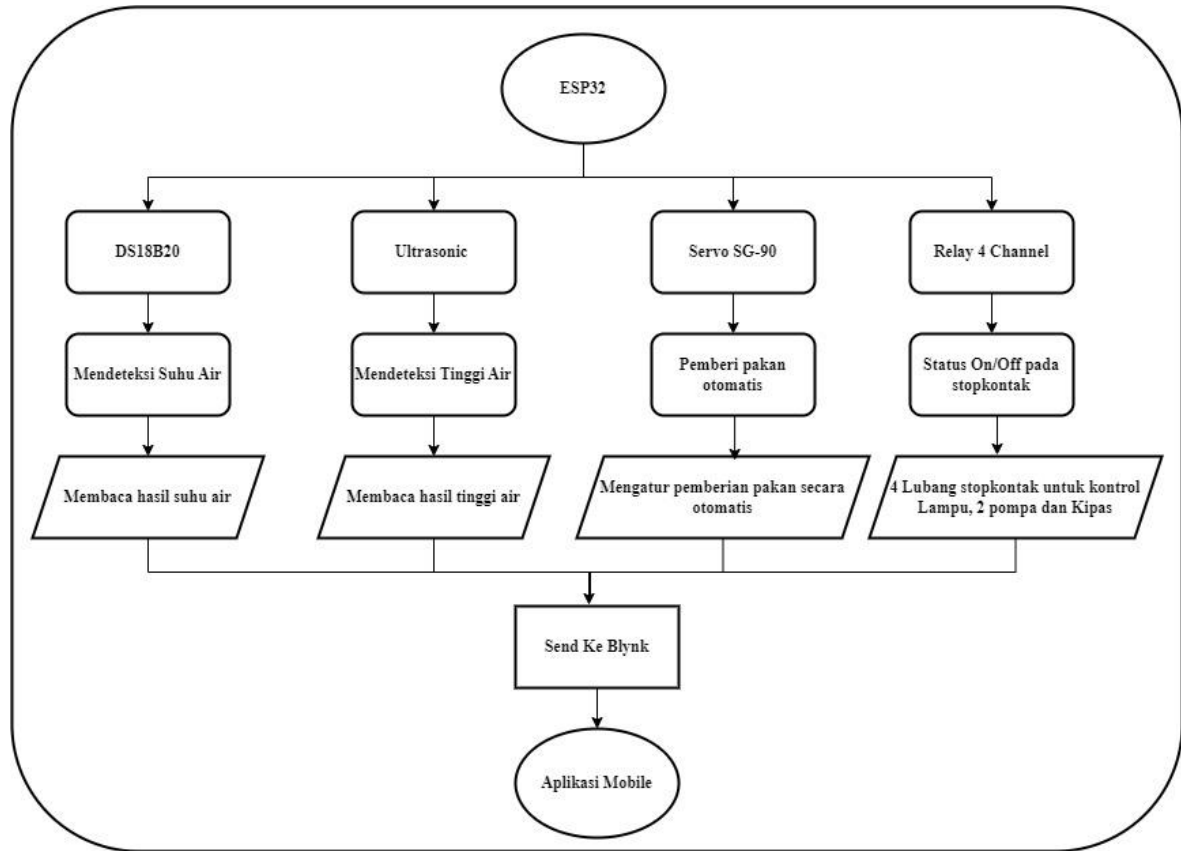 ESP32
DS18B20
Ultrasonic
Servo SG-90
Relay 4 Channel
Mendeteksi Suhu Air
Mendeteksi Tinggi Air
Pemberi pakan
otomatis
Status On/Off pada
stopkontak
Membaca hasil suhu air
Membaca hasil tinggi air
Mengatur pemberian pakan secara
otomatis
4 Lubang stopkontak untuk kontrol
Lampu, 2 pompa dan Kipas
Send Ke Blynk
Aplikasi Mobile